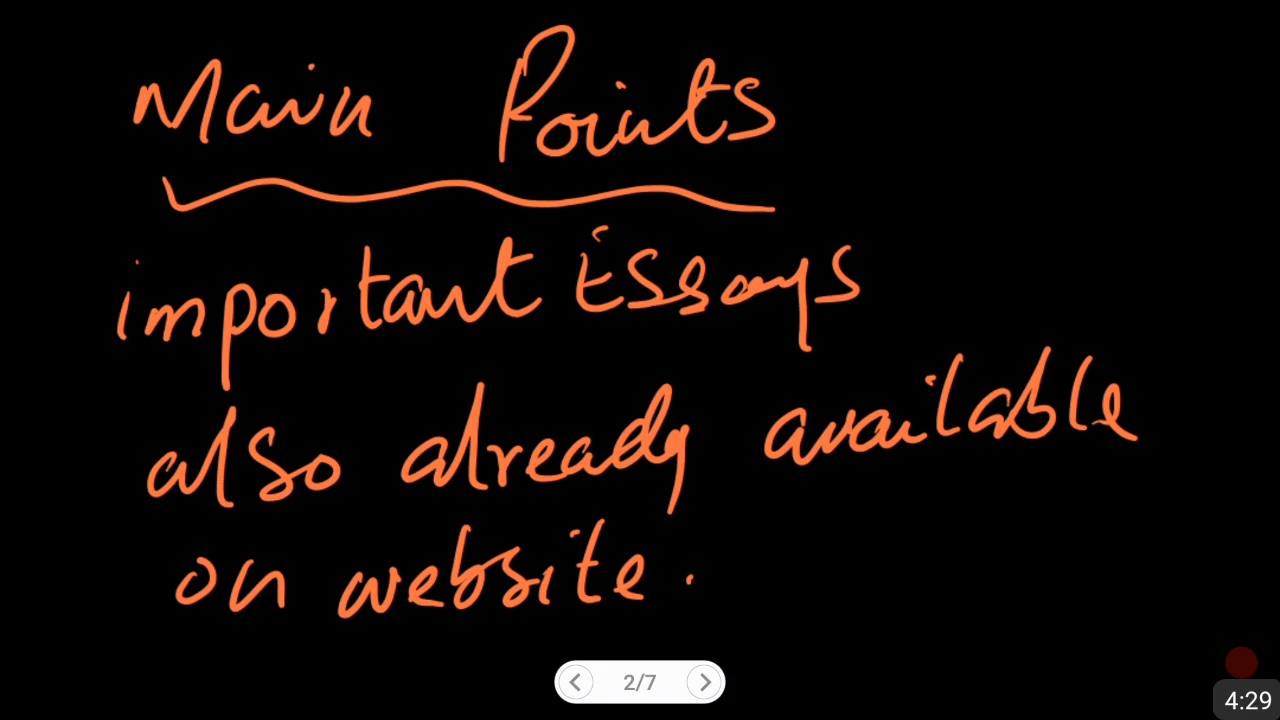 Main Points
important Essays
also already available
on website.
2/7
4:29